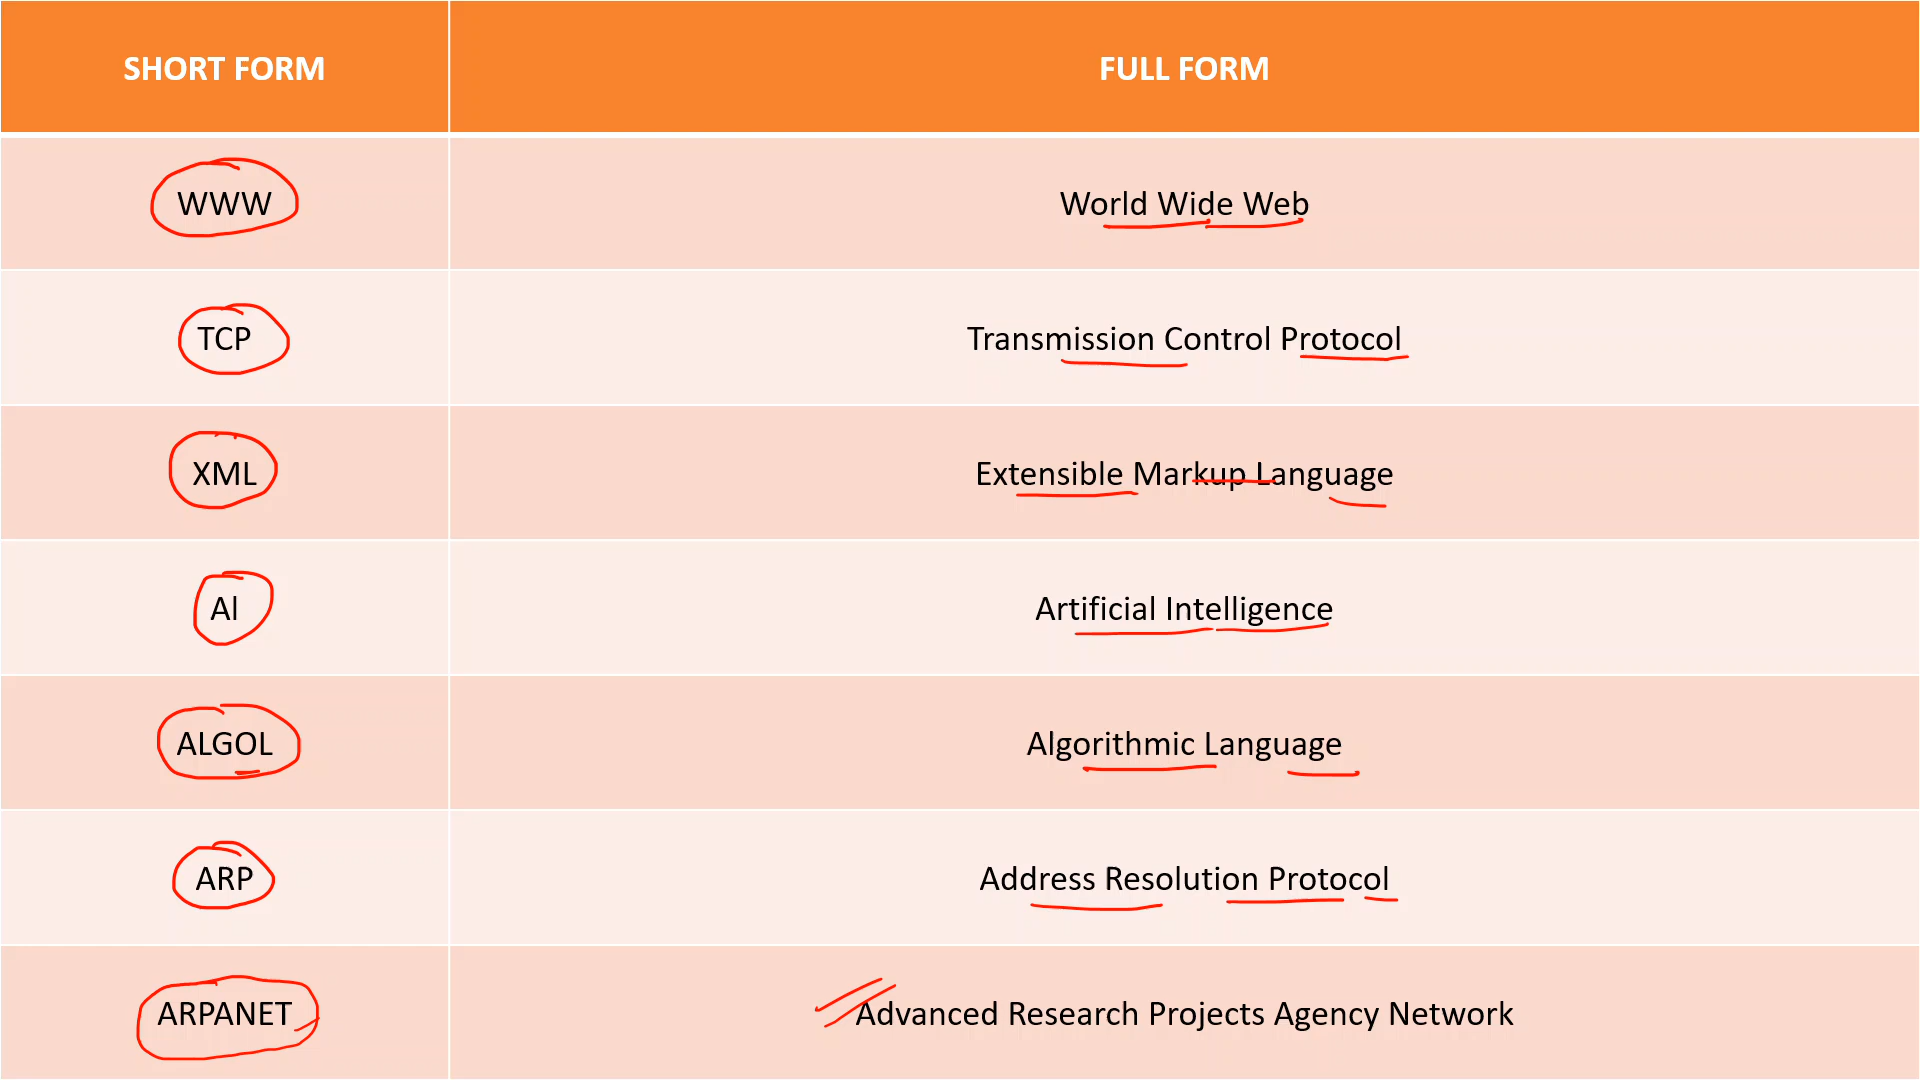 SHORT FORM FULL FORM
WWW World Wide Web
TCP Transmission Control Protocol
XML Extensible Markup Language
AI Artificial Intelligence
ALGOL Algorithmic Language
ARP Address Resolution Protocol
ARPANET Advanced Research Projects Agency Network